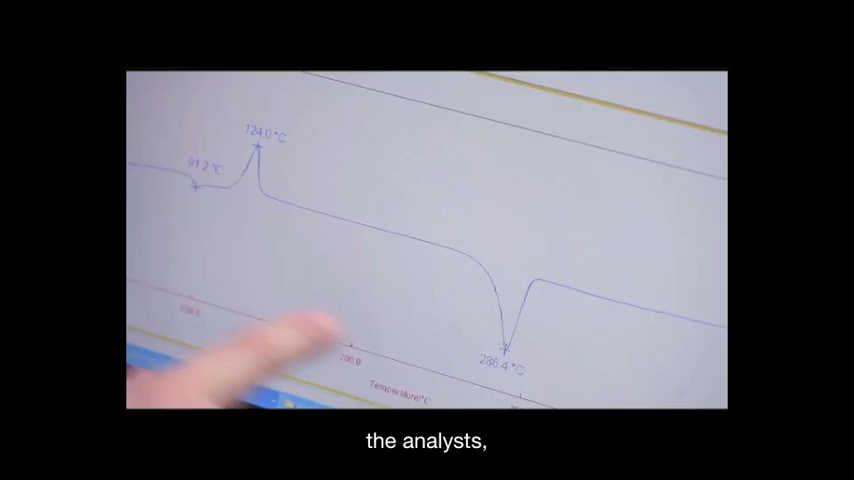 124.0 °C
91.2 °C
200.0
286.4 °C
Temperature/°C
the analysts,